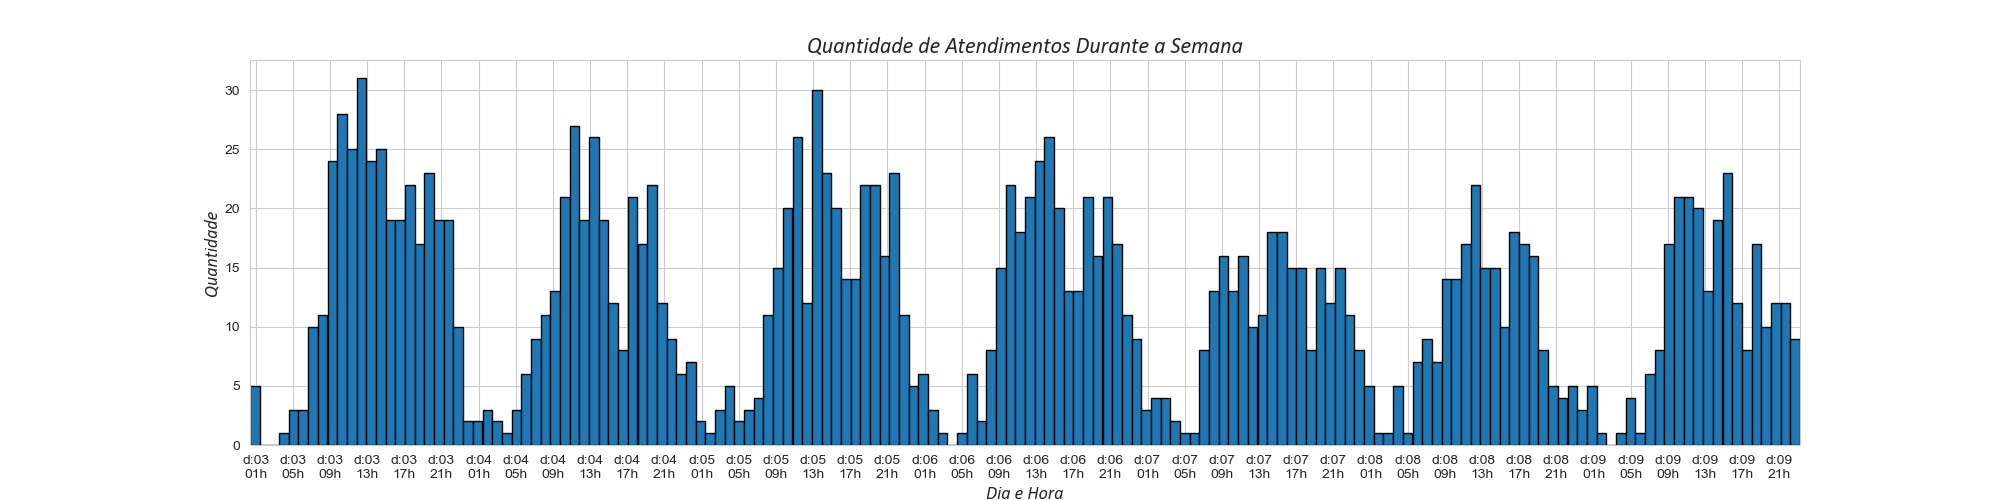 Quantidade de Atendimentos Durante a Semana
30
25
20
15
10
5
0
Quantidade
d:03 d:03 d:03 d:03 d:03 d:03 d:04 d:04 d:04 d:04 d:04 d:04 d:05 d:05 d:05 d:05 d:05 d:05 d:06 d:06 d:06 d:06 d:06 d:06 d:07 d:07 d:07 d:07 d:07 d:07 d:08 d:08 d:08 d:08 d:08 d:08 d:09 d:09 d:09 d:09 d:09 d:09
01h 05h 09h 13h 17h 21h 01h 05h 09h 13h 17h 21h 01h 05h 09h 13h 17h 21h 01h 05h 09h 13h 17h 21h 01h 05h 09h 13h 17h 21h 01h 05h 09h 13h 17h 21h 01h 05h 09h 13h 17h 21h
Dia e Hora